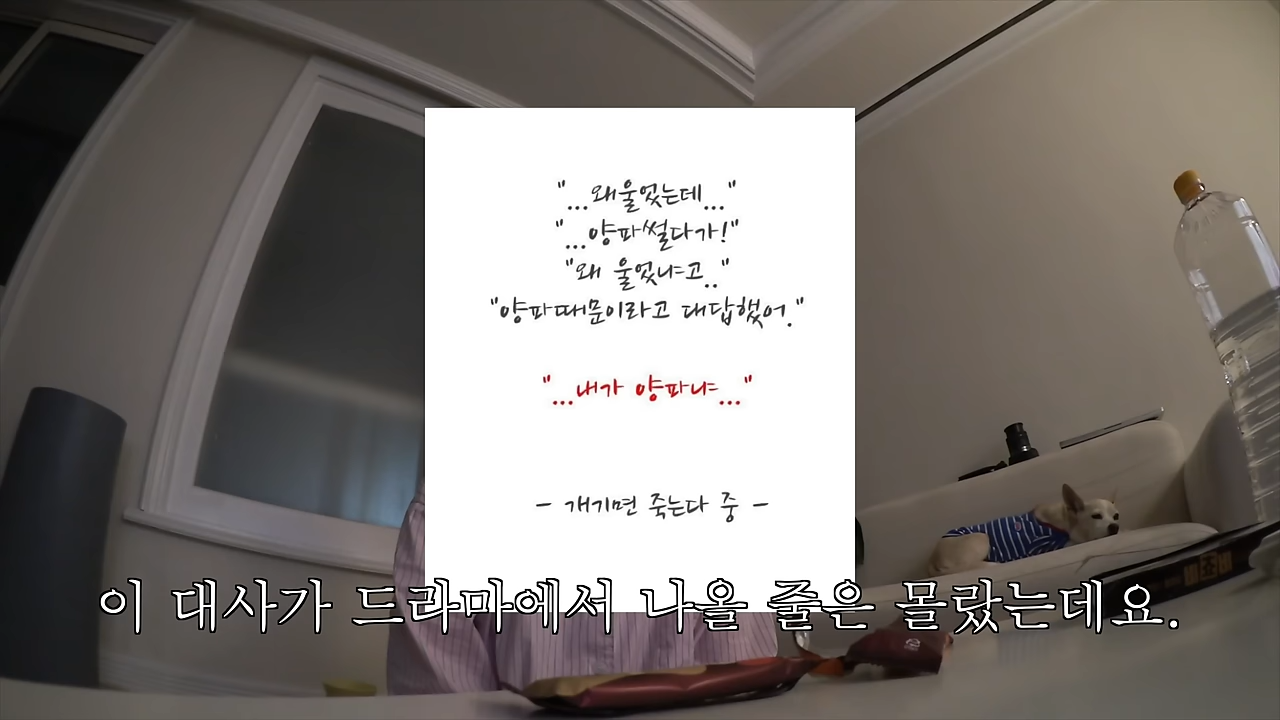 "...왜울었는데..."
"...양파썰다가!"
"왜 울었냐고.."
"양파때문이라고 대답했어."
"...내가 양파냐..."
- 개기면 죽는다 중 -
이 대사가 드라마에서 나올 줄은 몰랐는데요.